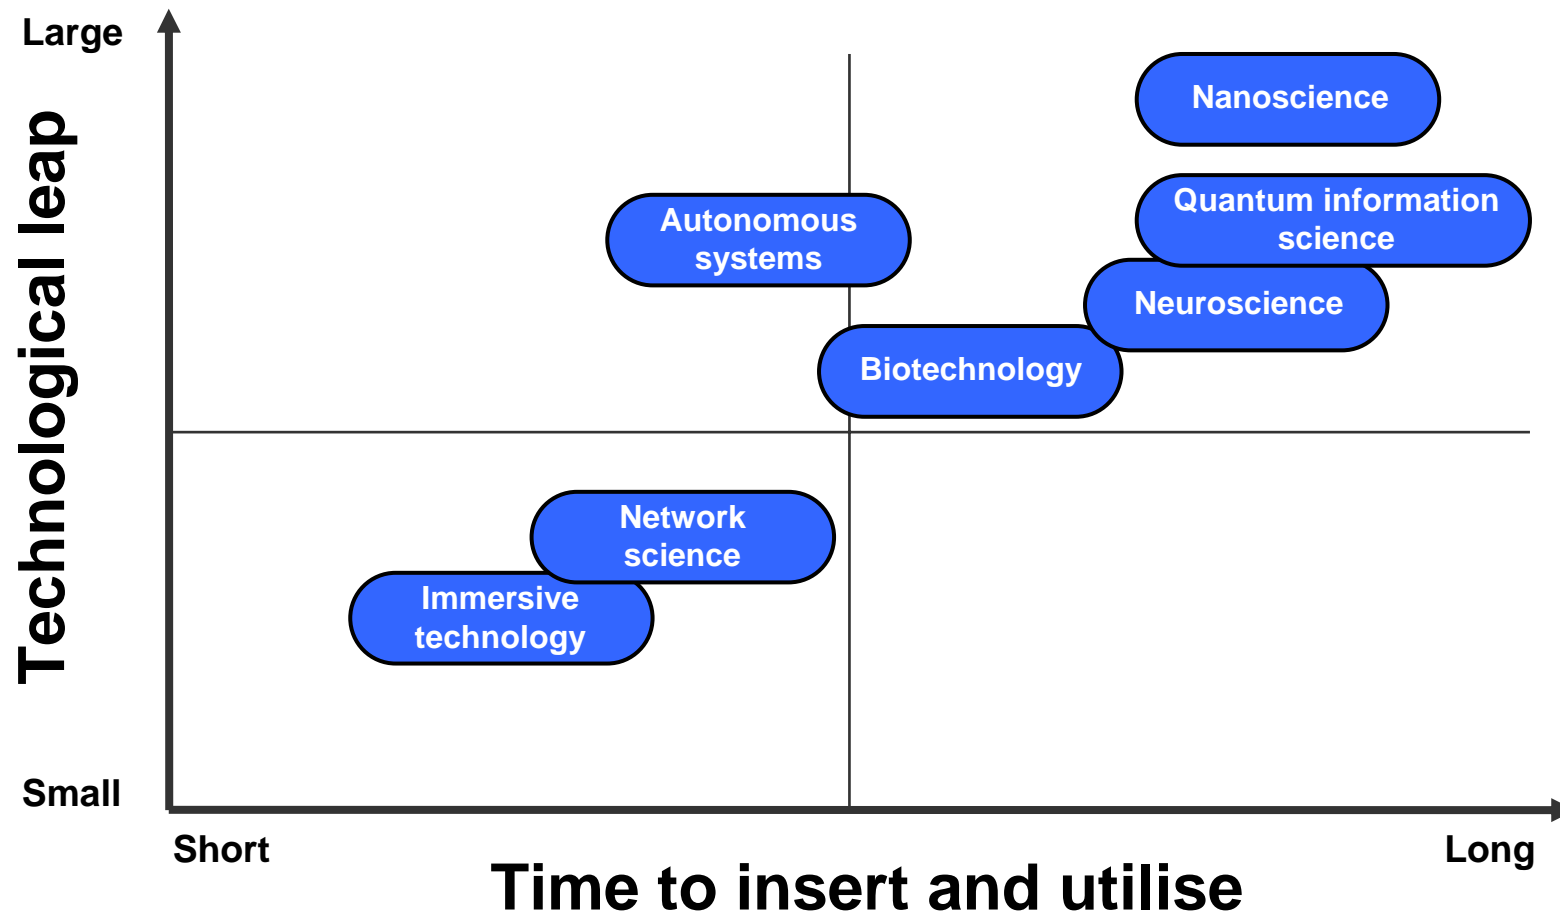 Large
Technological leap
Small
Nanoscience
Quantum information
science
Autonomous
systems
Neuroscience
Biotechnology
Network
science
Immersive
technology
Short
Long
Time to insert and utilise